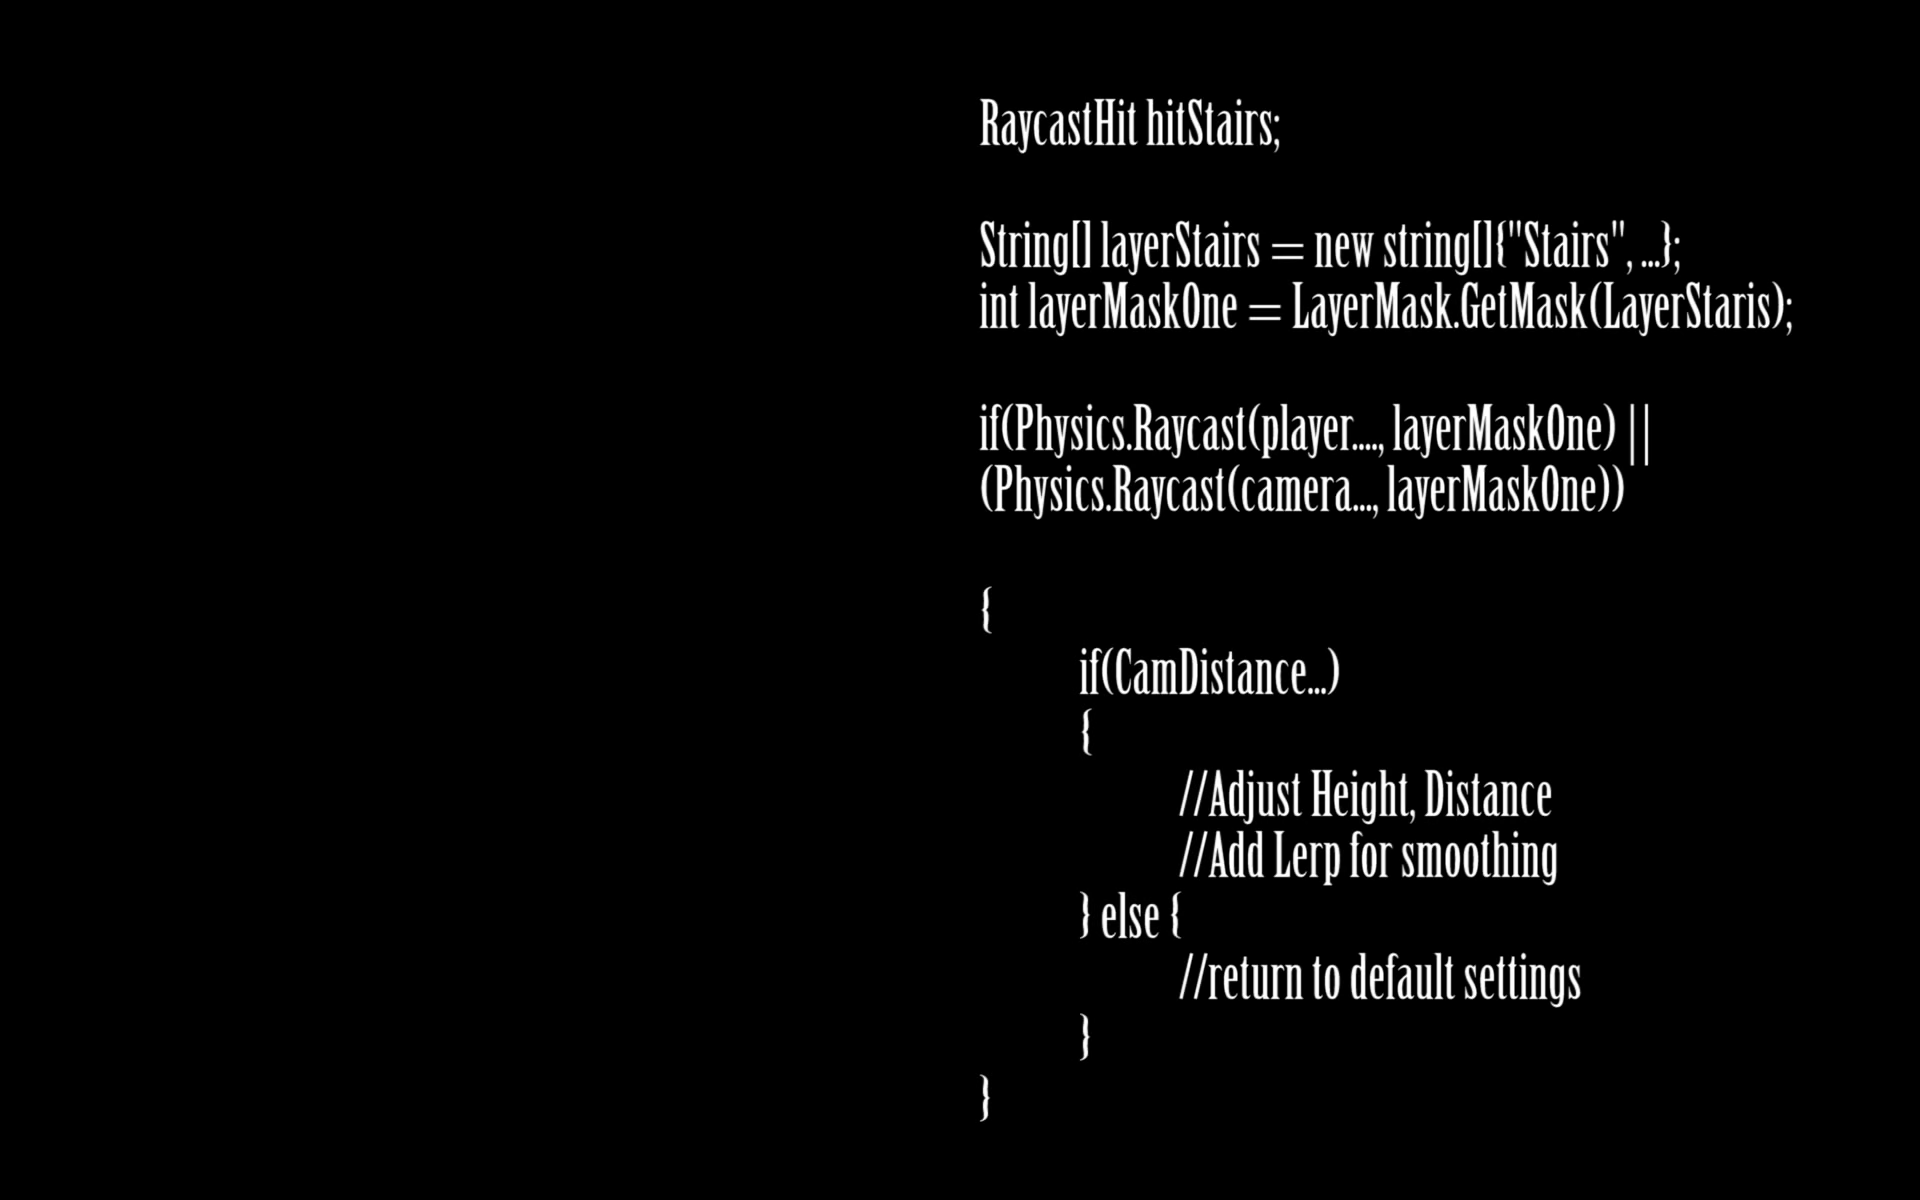 RaycastHit hitStairs;
String[] layerStairs = new string[]{"Stairs", ...};
int layerMaskOne = LayerMask.GetMask(LayerStaris);
if(Physics.Raycast(player...., layerMaskOne) ||
(Physics.Raycast(camera..., layerMaskOne))
{
if(CamDistance...)
{
//Adjust Height, Distance
//Add Lerp for smoothing
} else {
//return to default settings
}
}